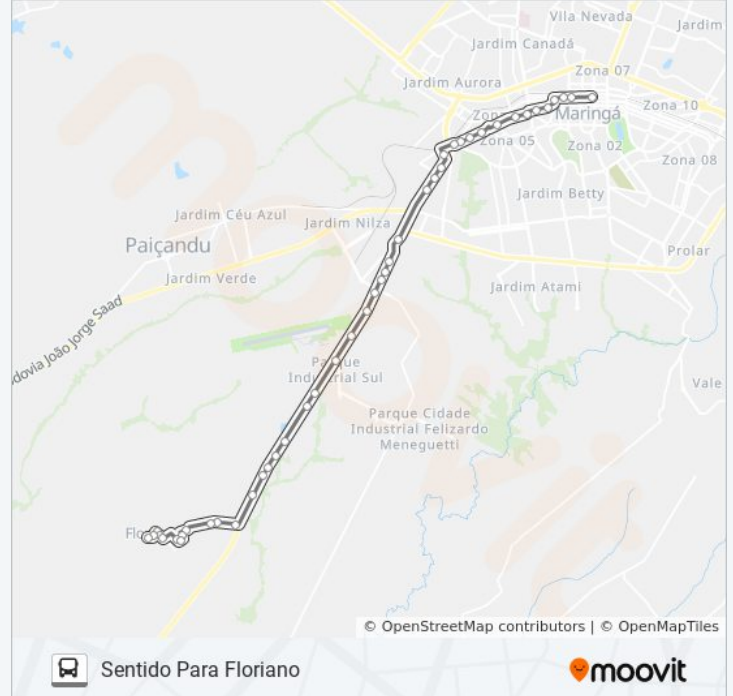 Vila Nevada
Jardim
Jardim Canadá
Zona 07
Jardim Aurora
Zona 10
Maringá
Zona 05
Zona 02
Zona 08
Jardim Betty
Jardim Céu Azul
Jardim Nilza
Paiçandu
Prolar
Jardim Verde
Jardim Atami
dovia João Jorge Saad
Parque
Industrial Sul
Vale
Parque Cidade
Industrial Felizardo
Meneguetti
Flo
© OpenStreetMap contributors | © OpenMapTiles
Sentido Para Floriano
moovit